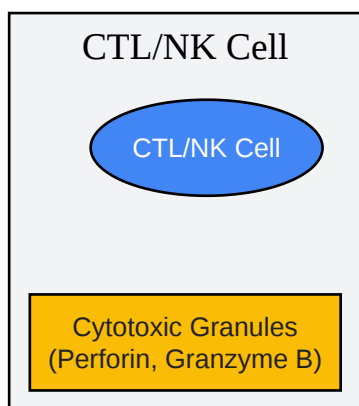 CTL/NK Cell
CTL/NK Cell
Cytotoxic Granules
(Perforin, Granzyme B)